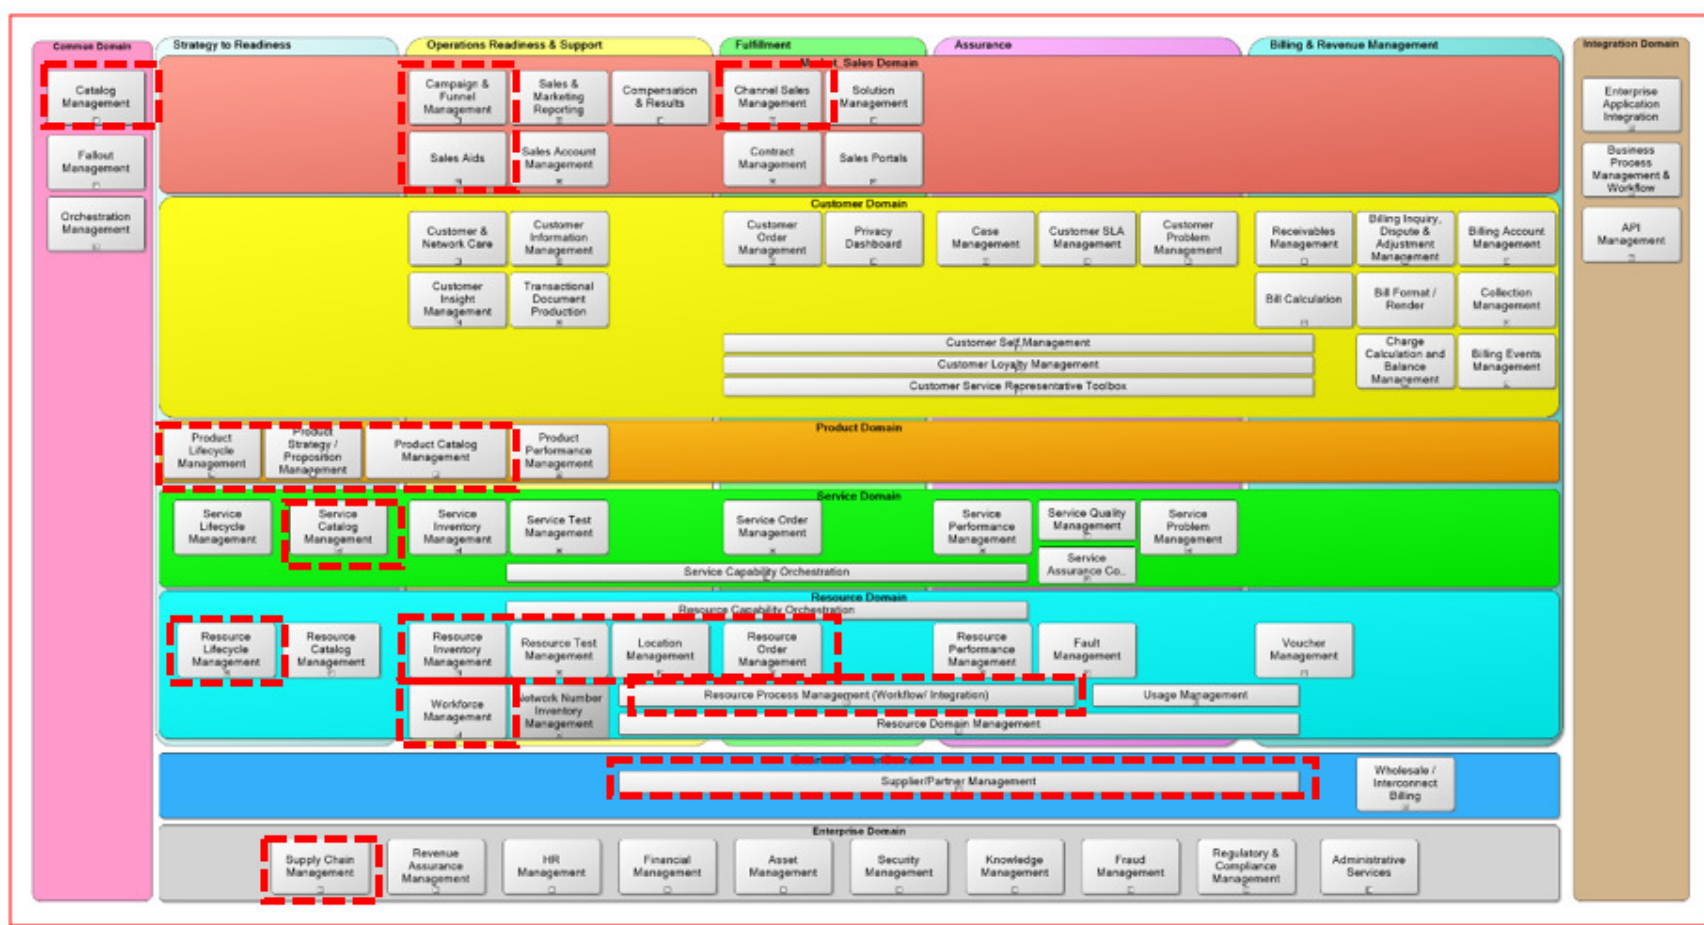 Common Domain
Strategy to Readiness
Operations Readiness & Support
Fulfillment
Assurance
Billing & Revenue Management
Integration Domain
Market_Sales Domain
Catalog
Management
Fallout
Management
Orchestration
Management
Campaign &
Funnel
Management
Sales &
Marketing
Reporting
Compensation
& Results
Channel Sales
Management
Solution
Management
Sales Aids
Sales Account
Management
Contract
Management
Sales Portals
Enterprise
Application
Integration
Business
Process
Management &
Workflow
API
Management
Customer Domain
Customer &
Network Care
Customer
Information
Management
Customer
Order
Management
Privacy
Dashboard
Case
Management
Customer SLA
Management
Customer
Problem
Management
Receivables
Management
Billing Inquiry,
Dispute &
Adjustment
Management
Billing Account
Management
Customer
Insight
Management
Transactional
Document
Production
Bill Calculation
Bill Format /
Render
Collection
Management
Customer Self Management
Customer Loyalty Management
Customer Service Representative Toolbox
Charge
Calculation and
Balance
Management
Billing Events
Management
Product Domain
Product
Lifecycle
Management
Product
Strategy /
Proposition
Management
Product Catalog
Management
Product
Performance
Management
Service Domain
Service
Lifecycle
Management
Service
Catalog
Management
Service
Inventory
Management
Service Test
Management
Service Order
Management
Service
Performance
Management
Service Quality
Management
Service
Problem
Management
Service
Assurance Co..
Service Capability Orchestration
Resource Domain
Resource Capability Orchestration
Resource
Lifecycle
Management
Resource
Catalog
Management
Resource
Inventory
Management
Resource Test
Management
Location
Management
Resource
Order
Management
Resource
Performance
Management
Fault
Management
Voucher
Management
Workforce
Management
Network Number
Inventory
Management
Resource Process Management (Workflow/ Integration)
Usage Management
Resource Domain Management
Supplier/Partner Management
Wholesale /
Interconnect
Billing
Enterprise Domain
Supply Chain
Management
Revenue
Assurance
Management
HR
Management
Financial
Management
Asset
Management
Security
Management
Knowledge
Management
Fraud
Management
Regulatory &
Compliance
Management
Administrative
Services